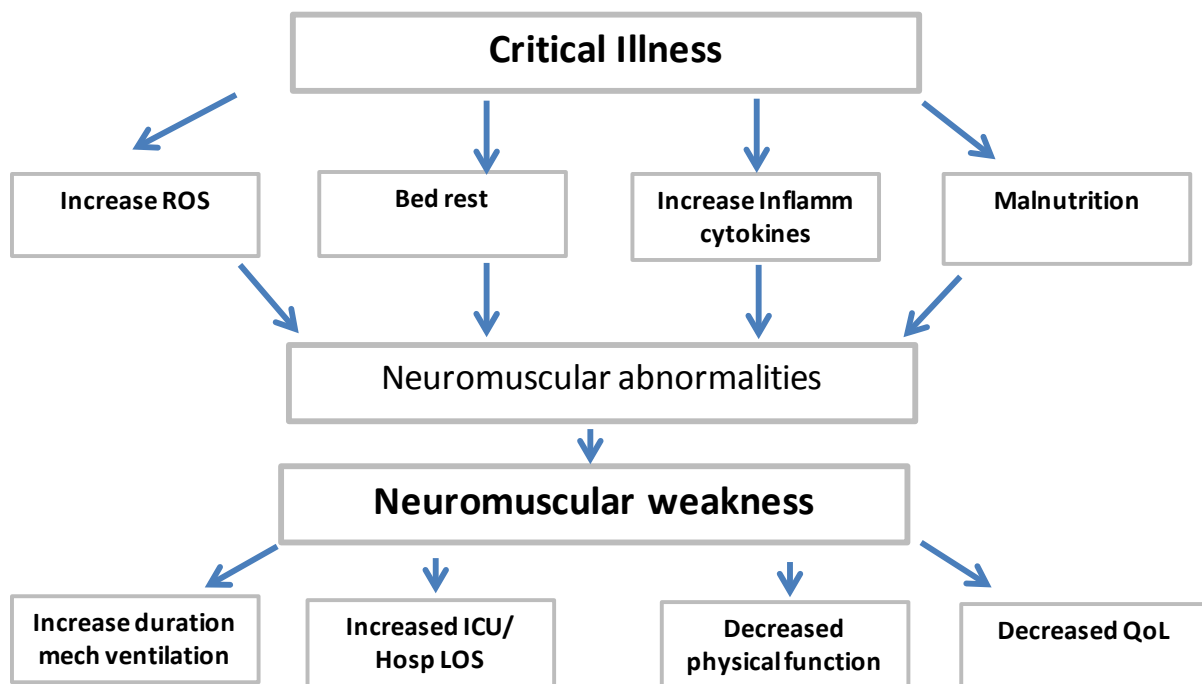 Critical Illness
Increase ROS
Bed rest
Increase Inflamm
cytokines
Malnutrition
Neuromuscular abnormalities
Neuromuscular weakness
Increase duration
mech ventilation
Increased ICU/
Hosp LOS
Decreased
physical function
Decreased QoL